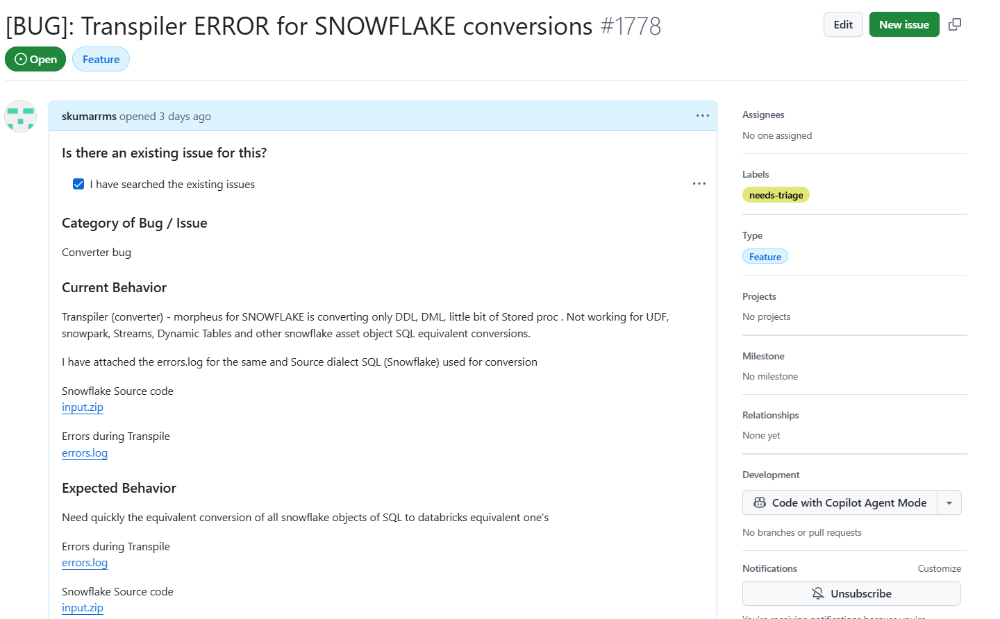 [BUG]: Transpiler ERROR for SNOWFLAKE conversions #1778
Edit
New issue
Open
Feature
skumarrms opened 3 days ago
Is there an existing issue for this?
I have searched the existing issues
Category of Bug / Issue
Converter bug
Current Behavior
Transpiler (converter) - morpheus for SNOWFLAKE is converting only DDL, DML, little bit of Stored proc . Not working for UDF,
snowpark, Streams, Dynamic Tables and other snowflake asset object SQL equivalent conversions.
I have attached the errors.log for the same and Source dialect SQL (Snowflake) used for conversion
Snowflake Source code
input.zip
Errors during Transpile
errors.log
Expected Behavior
Need quickly the equivalent conversion of all snowflake objects of SQL to databricks equivalent one's
Errors during Transpile
errors.log
Snowflake Source code
input.zip
Assignees
No one assigned
Labels
needs-triage
Type
Feature
Projects
No projects
Milestone
No milestone
Relationships
None yet
Development
Code with Copilot Agent Mode
No branches or pull requests
Notifications
Customize
Unsubscribe
You're receiving notifications because you're